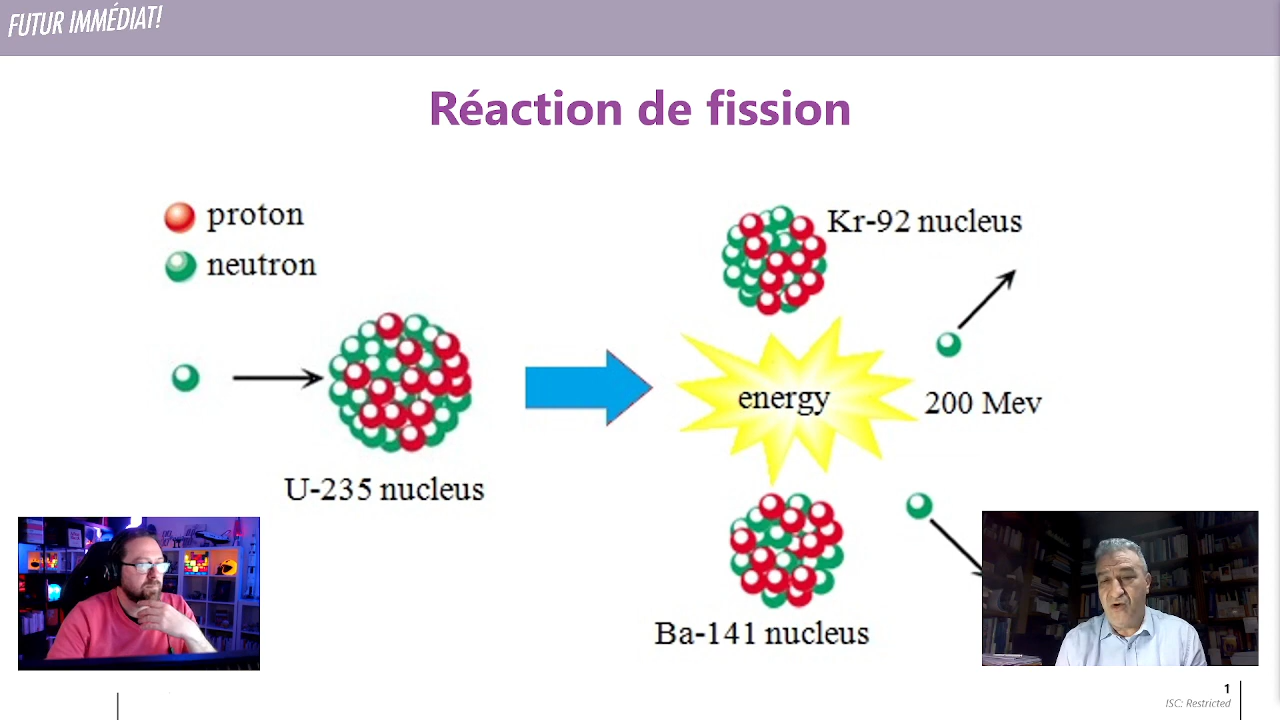 FUTUR IMMÉDIAT!
Réaction de fission
proton
neutron
U-235 nucleus
Kr-92 nucleus
energy
200 Mev
Ba-141 nucleus
1
ISC: Restricted